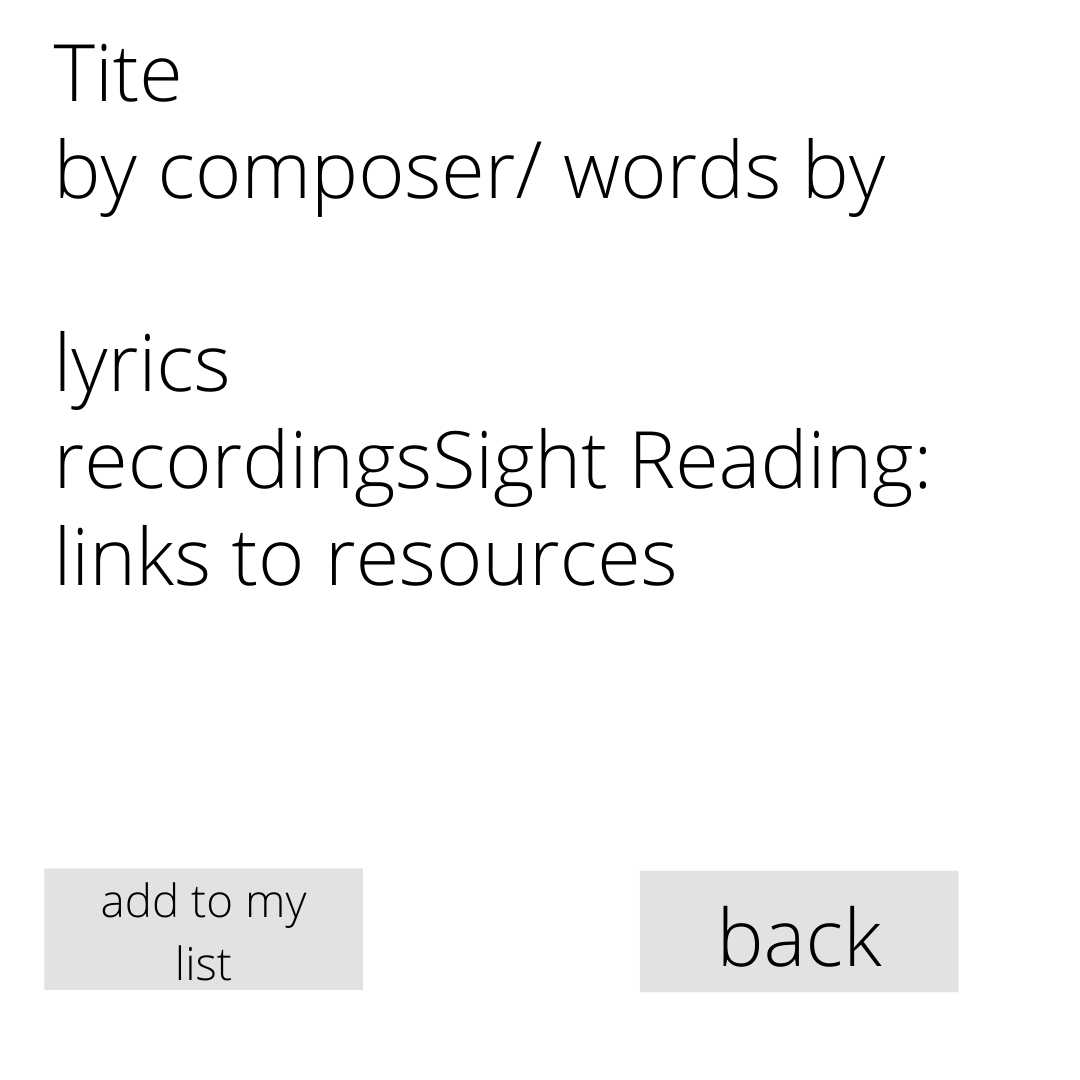 Tite
by composer/ words by
lyrics
recordingsSight Reading:
links to resources
add to my
list
back